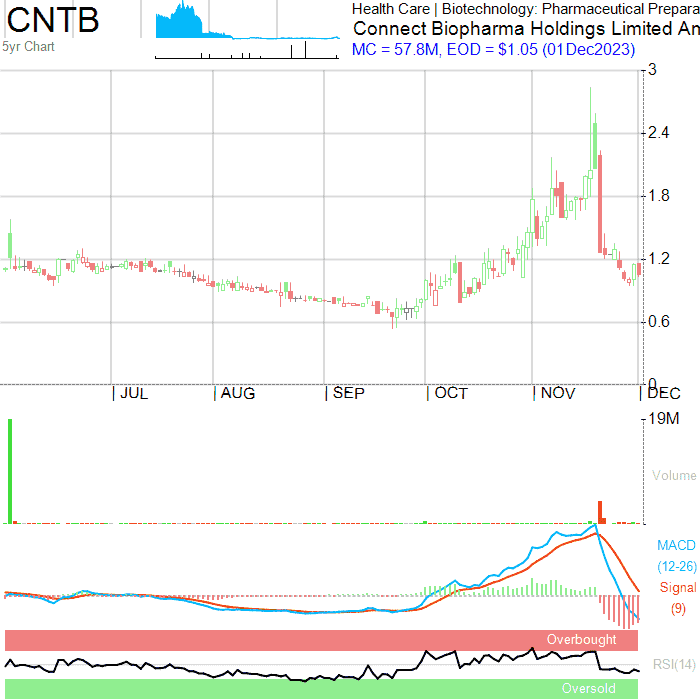 CNTB
5yr Chart
Health Care | Biotechnology: Pharmaceutical Prepara
Connect Biopharma Holdings Limited An
MC = 57.8M, EOD = $1.05 (01Dec2023)
3
2.4
1.8
1.2
0.6
0
JUL
AUG
SEP
OCT
NOV
DEC
19M
Volume
MACD
(12-26)
Signal
(9)
Overbought
RSI(14)
Oversold